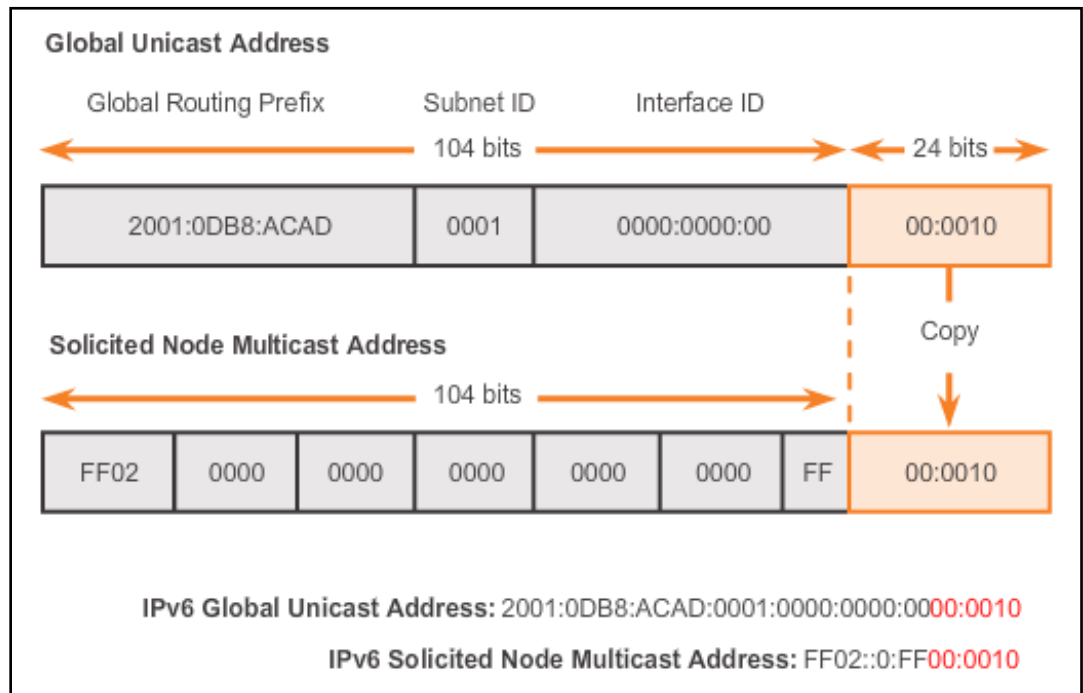 Global Unicast Address
Global Routing Prefix Subnet ID Interface ID
104 bits 24 bits
2001:0DB8:ACAD 0001 0000:0000:00 00:0010
Copy
Solicited Node Multicast Address
104 bits
FF02 0000 0000 0000 0000 0000 FF 00:0010
IPv6 Global Unicast Address: 2001:0DB8:ACAD:0001:0000:0000:0000:0010
IPv6 Solicited Node Multicast Address: FF02::0:FF00:0010